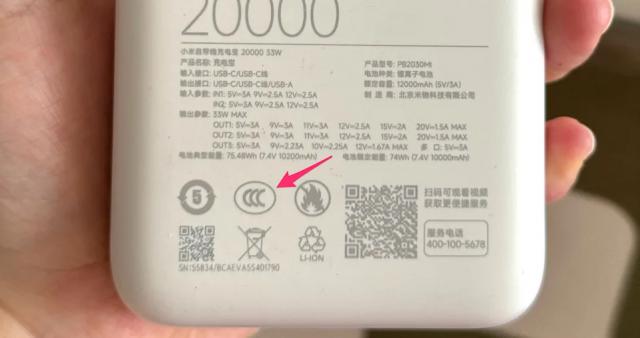 20000
小米自带线充电宝 20000 33W
产品名称: 充电宝
产品型号: PB2030MI
输入接口: USB-C/USB-C线
电池种类: 锂离子电池
输出接口: USB-C/USB-C线/USB-A
额定容量: 12000mAh (5V/3A)
输入参数: IN1: 5V=3A 9V=2.5A 12V=2.5A
制 造 商: 北京米物科技有限公司
IN2: 5V=3A 9V=2.5A 12V=2.5A
输出参数: 33W MAX
OUT1: 5V=3A 9V=3A 11V=3A 12V=2.5A 15V=2A 20V=1.5A MAX
OUT2: 5V=3A 9V=3A 11V=3A 12V=2.5A 15V=2A 20V=1.5A MAX
OUT3: 5V=3A 9V=2.23A 10V=2.25A 12V=1.67A MAX 多 口: 5V=3A
电池典型能量: 75.48Wh (7.4V 10200mAh) 电池额定能量: 74Wh (7.4V 10000mAh)
5
CCC
扫码可观看视频
获取更便捷服务
服务电话
400-100-5678
LI-ION
SN: 55834/BCAEVA5S401790